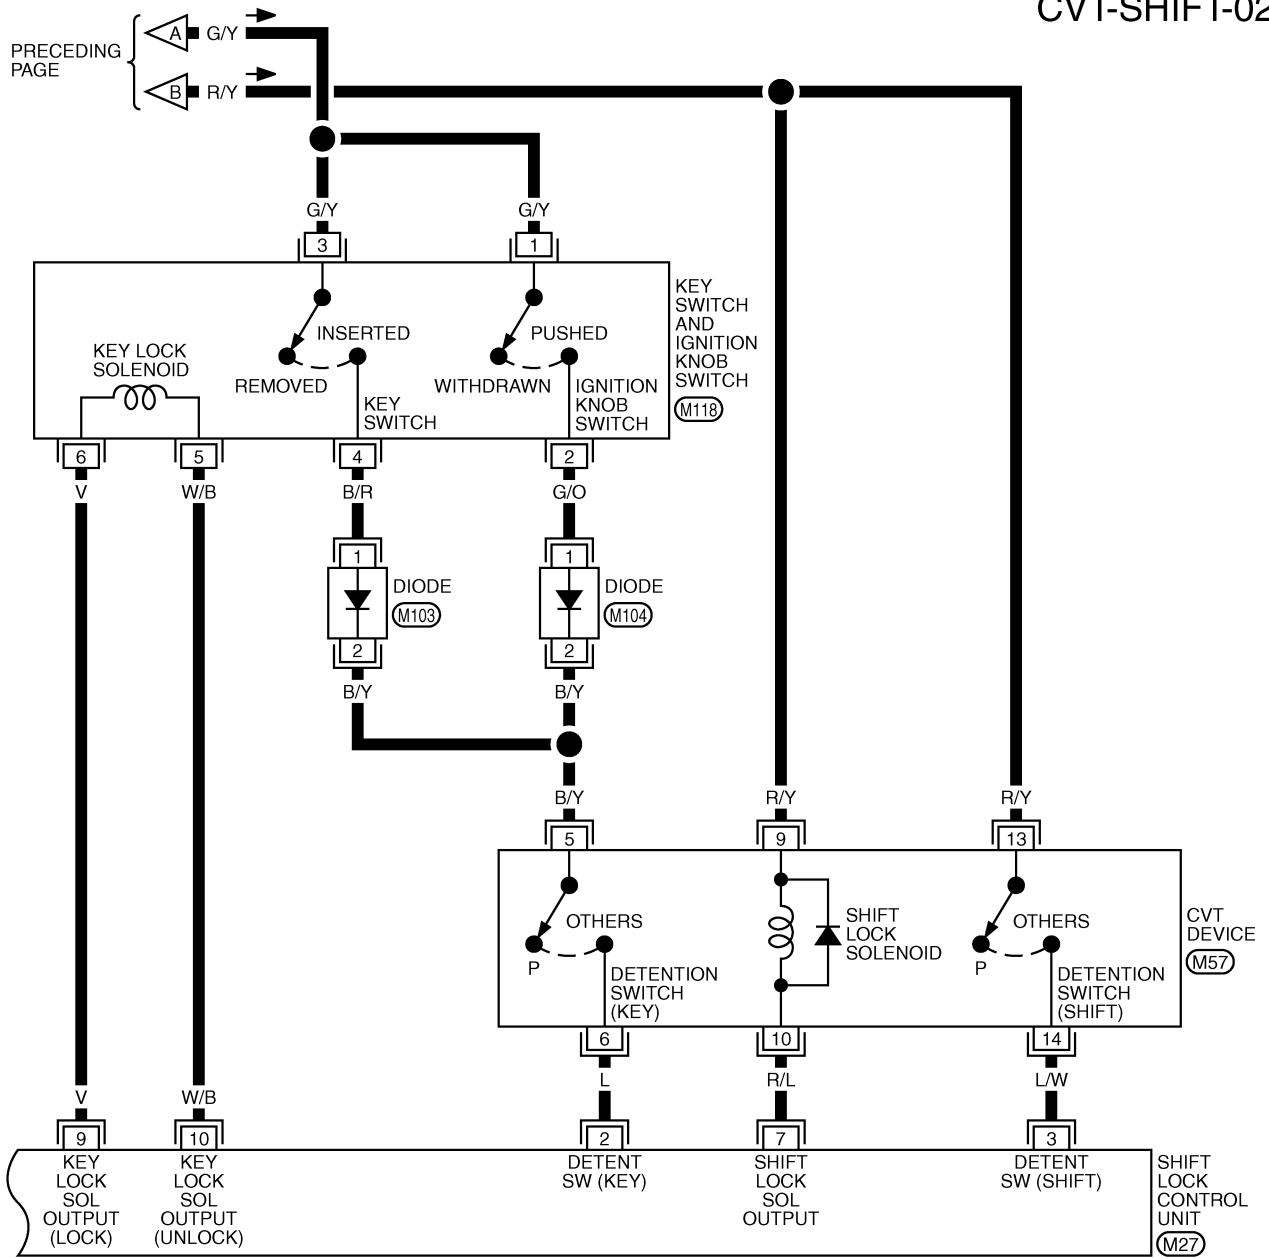 CVT-SHIFT-02
PRECEDING
PAGE
A
G/Y
B
R/Y
G/Y
G/Y
3
1
INSERTED
REMOVED
KEY
SWITCH
PUSHED
WITHDRAWN
IGNITION
KNOB
SWITCH
KEY LOCK
SOLENOID
KEY
SWITCH
AND
IGNITION
KNOB
SWITCH
M118
6
5
4
2
V
W/B
B/R
G/O
1
1
DIODE
M103
DIODE
M104
2
2
B/Y
B/Y
B/Y
R/Y
R/Y
5
9
13
OTHERS
P
DETENTION
SWITCH
(KEY)
SHIFT
LOCK
SOLENOID
OTHERS
P
DETENTION
SWITCH
(SHIFT)
CVT
DEVICE
M57
6
10
14
L
R/L
L/W
V
W/B
9
10
2
7
3
KEY
LOCK
SOL
OUTPUT
(LOCK)
KEY
LOCK
SOL
OUTPUT
(UNLOCK)
DETENT
SW (KEY)
SHIFT
LOCK
SOL
OUTPUT
DETENT
SW (SHIFT)
SHIFT
LOCK
CONTROL
UNIT
M27